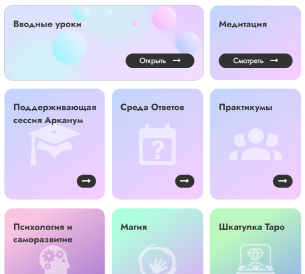 Вводные уроки
Открыть →
Медитация
Смотреть →
Поддерживающая
сессия Арканум
→
Среда Ответов
?
→
Практикумы
→
Психология и
саморазвитие
Магия
Шкатулка Таро